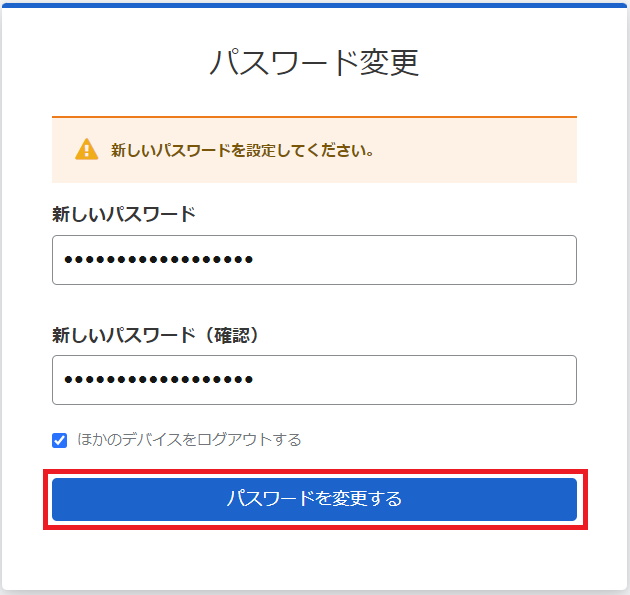 パスワード変更
新しいパスワードを設定してください。
新しいパスワード
••••••••••••••••••
新しいパスワード（確認）
••••••••••••••••••
ほかのデバイスをログアウトする
パスワードを変更する